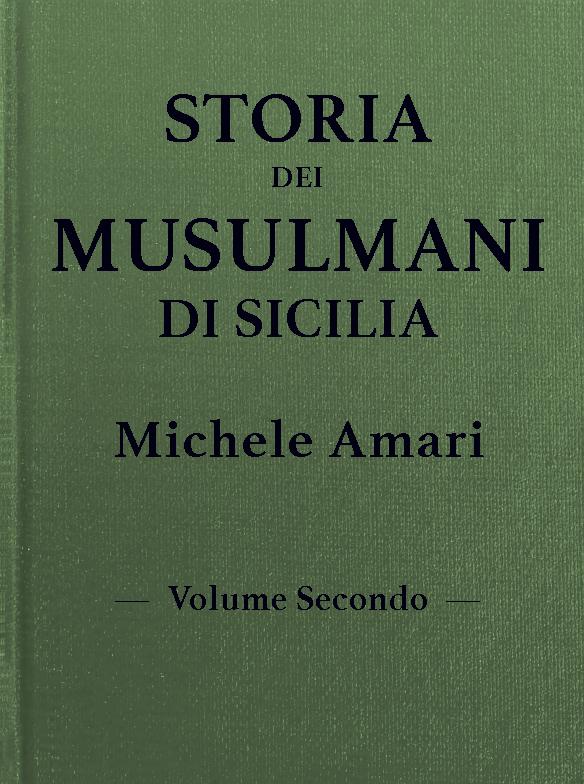 STORIA
DEI
MUSULMANI
DI SICILIA
Michele Amari
— Volume Secondo —